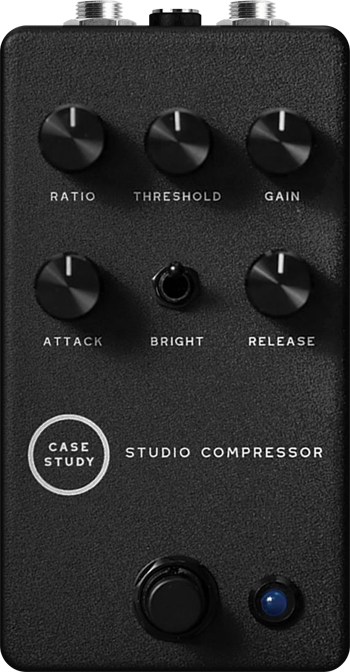 RATIO THRESHOLD GAIN
ATTACK BRIGHT RELEASE
CASE
STUDY
STUDIO COMPRESSOR